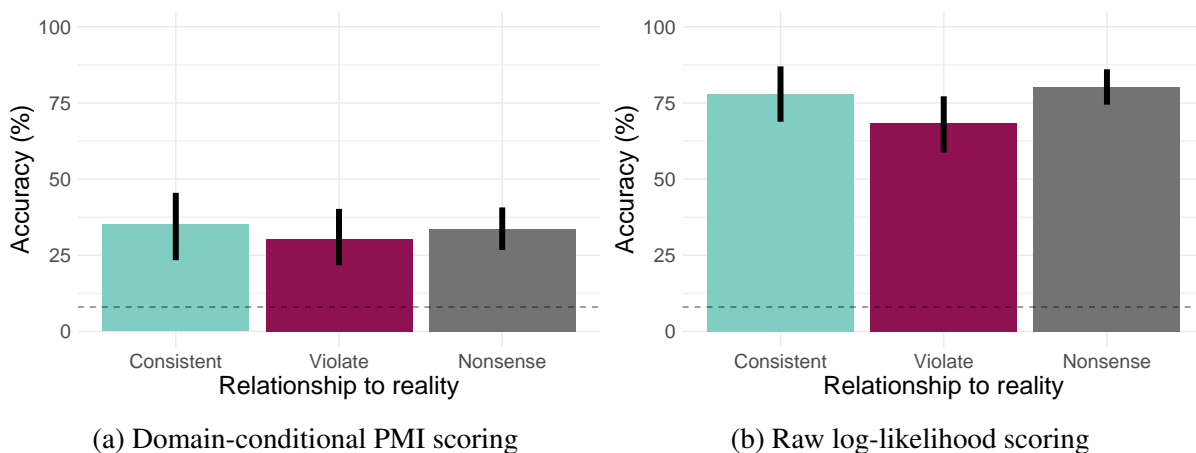 100
75
50
25
0
Accuracy (%)
Consistent Violate Nonsense
Relationship to reality
(a) Domain-conditional PMI scoring
100
75
50
25
0
Accuracy (%)
Consistent Violate Nonsense
Relationship to reality
(b) Raw log-likelihood scoring